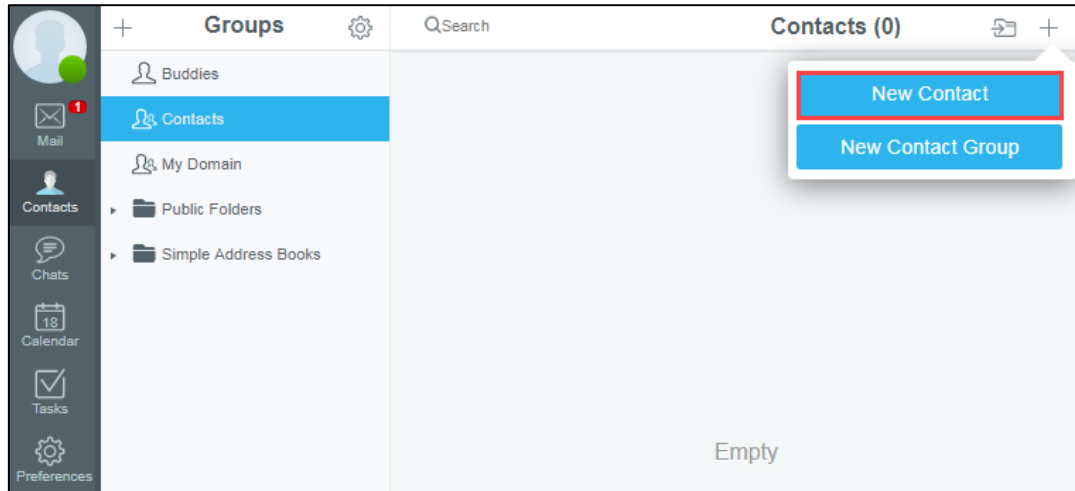 Groups
Search
Contacts (0)
Buddies
New Contact
1
Mail
Contacts
New Contact Group
My Domain
Contacts
Public Folders
Simple Address Books
Chats
18
Calendar
Tasks
Empty
Preferences